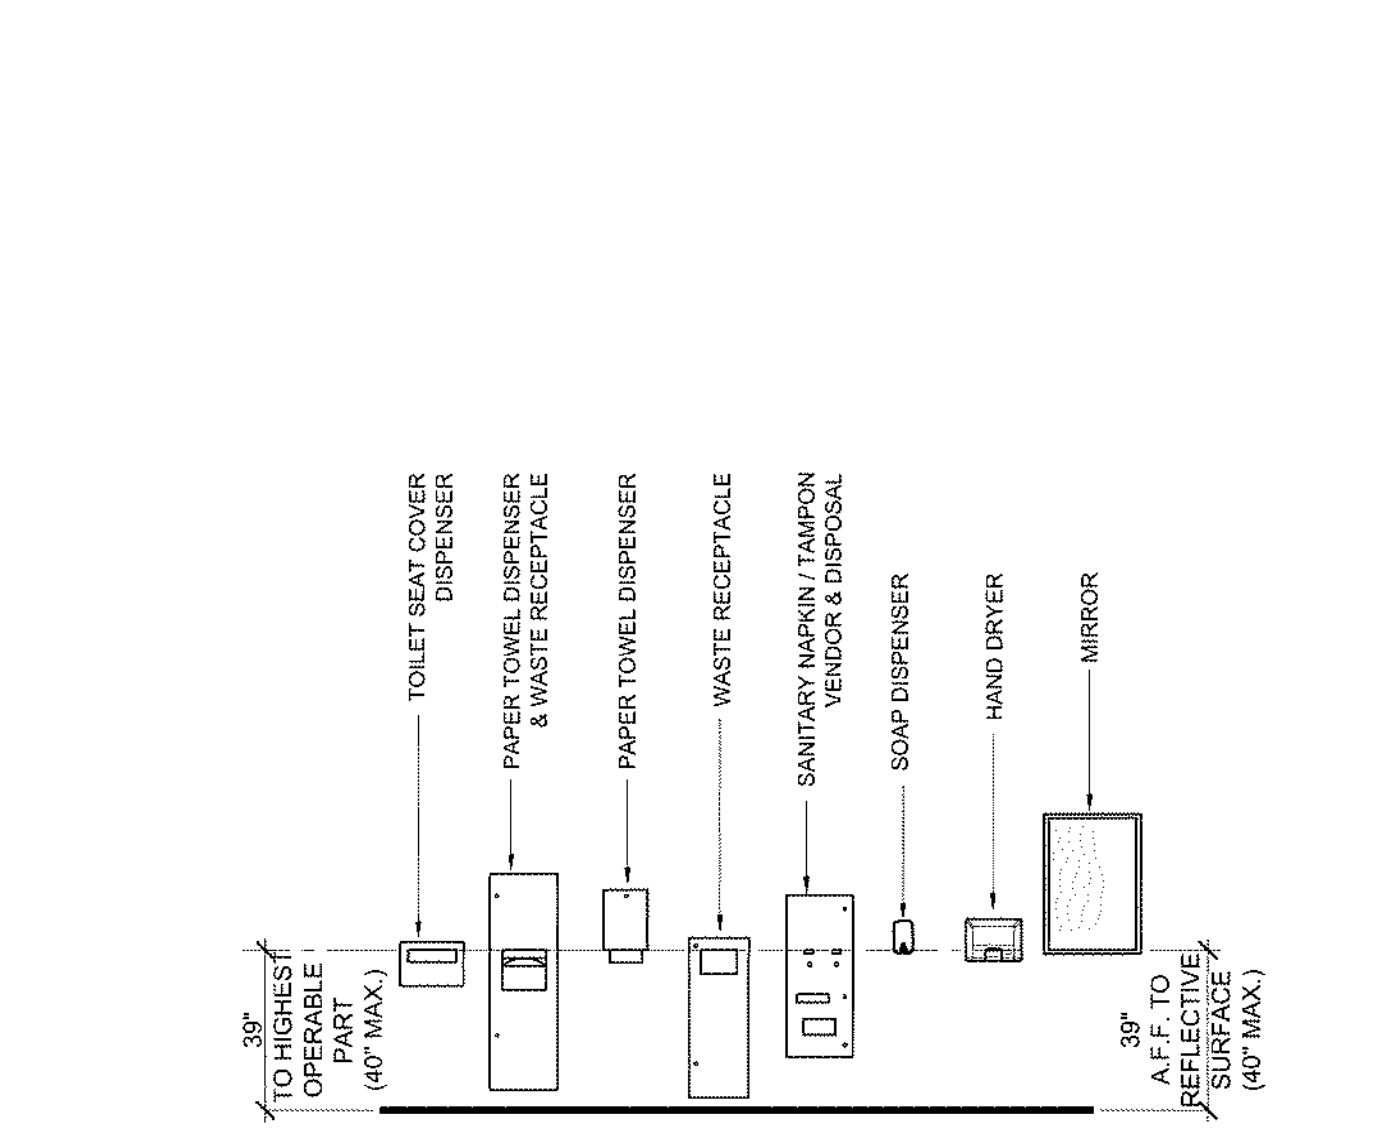 TOILET SEAT COVER
DISPENSER
PAPER TOWEL DISPENSER
& WASTE RECEPTACLE
PAPER TOWEL DISPENSER
WASTE RECEPTACLE
SANITARY NAPKIN / TAMPON
VENDOR & DISPOSAL
SOAP DISPENSER
HAND DRYER
MIRROR
39"
TO HIGHEST
OPERABLE
PART
(40" MAX.)
39"
A.F.F. TO
REFLECTIVE
SURFACE
(40" MAX.)